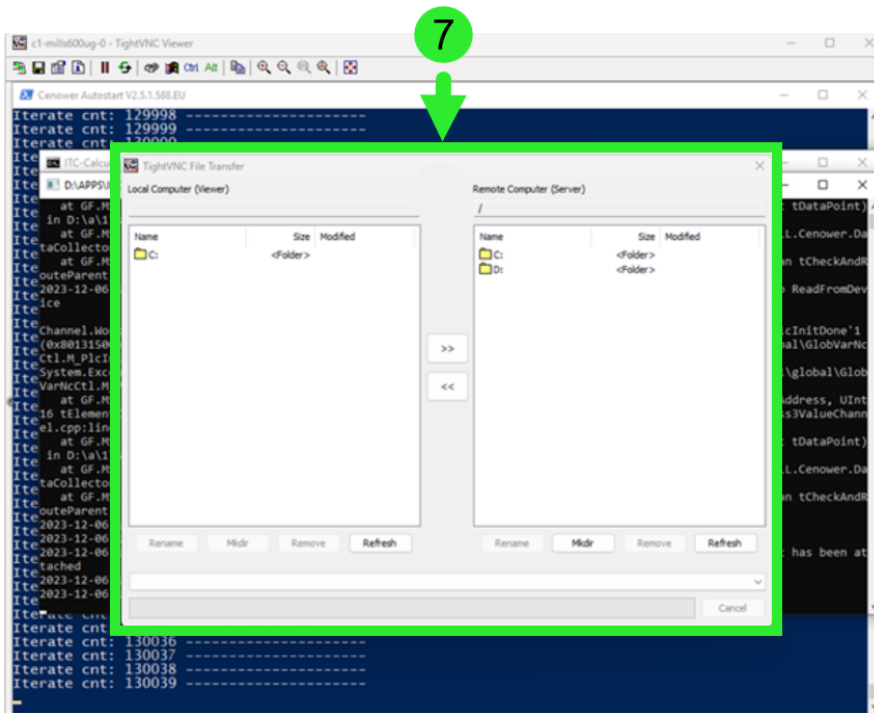 7
c1-mills600ug-0 - TightVNC Viewer
Ctrl Alt
Cenower Autostart V2.5.1.588.EU
Iterate cnt: 129998 ---------------------
Iterate cnt: 129999 ---------------------
ITC-Calcu
D:\APPS\I
at GF.M
in D:\a\1
at GF.M
taCollecto
at GF.M
outeParent
2023-12-06
ice
Channel.Wo
(0x8013150
Ctl.M_PlcIn
System.Exce
VarNcCtl.M
at GF.M
16 tElement
el.cpp:line
at GF.M
in D:\a\1
at GF.M
taCollecto
at GF.M
outeParent
2023-12-06
2023-12-06
2023-12-06
tached
2023-12-06
2023-12-06
TightVNC File Transfer
Local Computer (Viewer)
Name Size Modified
C: <Folder>
Rename Mkdir Remove Refresh
>>
<<
Remote Computer (Server)
/
Name Size Modified
C: <Folder>
D: <Folder>
Rename Mkdir Remove Refresh
Cancel
tDataPoint)
L.Cenower.Da
n tCheckAndR
ReadFromDev
cInitDone'1
al\GlobVarNc
\global\Glob
ddress, UInt
s3ValueChann
tDataPoint)
L.Cenower.Da
n tCheckAndR
has been at
Iterate cnt: 130036 ---------------------
Iterate cnt: 130037 ---------------------
Iterate cnt: 130038 ---------------------
Iterate cnt: 130039 ---------------------